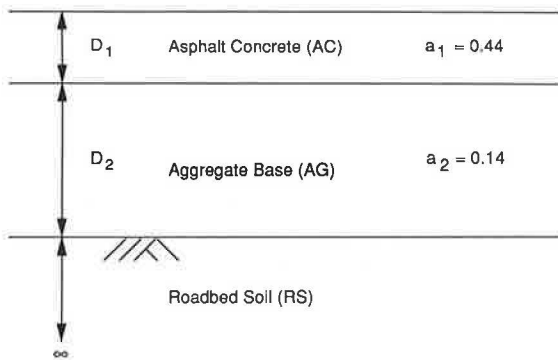 D1 Asphalt Concrete (AC) a1 = 0.44
D2 Aggregate Base (AG) a2 = 0.14
Roadbed Soil (RS)
∞